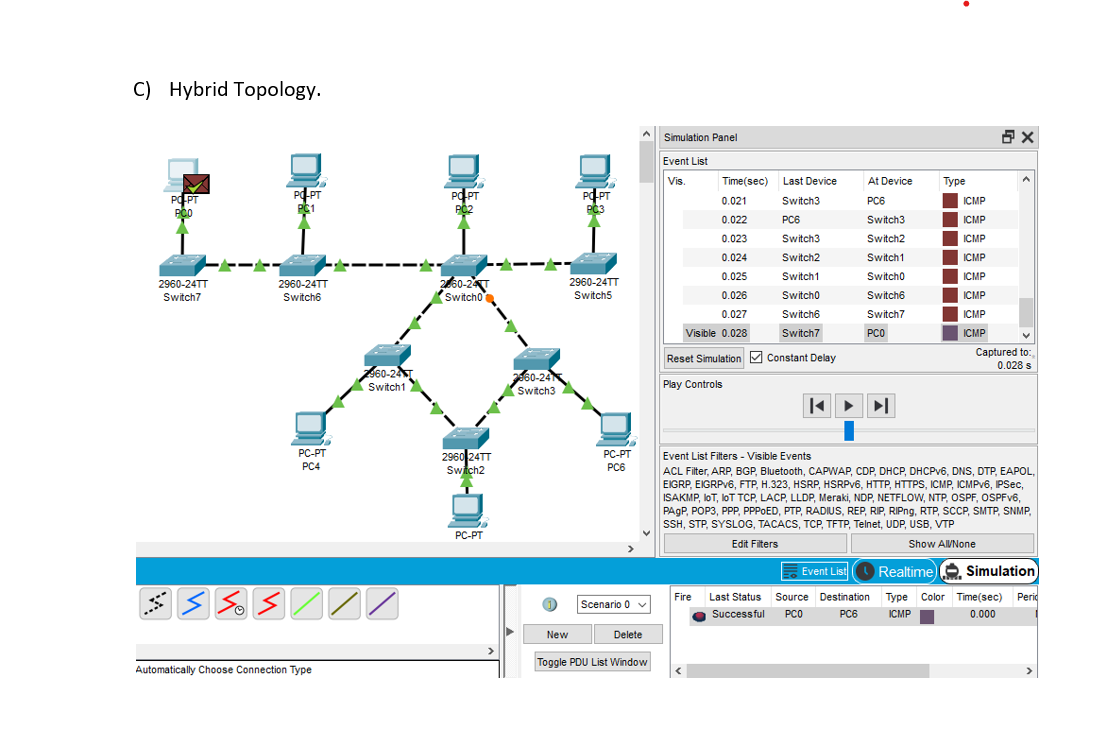 C) Hybrid Topology.
Simulation Panel
Event List
Vis. Time(sec) Last Device At Device Type
0.021 Switch3 PC6 ICMP
0.022 PC6 Switch3 ICMP
0.023 Switch3 Switch2 ICMP
0.024 Switch2 Switch1 ICMP
0.025 Switch1 Switch0 ICMP
0.026 Switch0 Switch6 ICMP
0.027 Switch6 Switch7 ICMP
Visible 0.028 Switch7 PC0 ICMP
Reset Simulation Constant Delay Captured to:
0.028 s
Play Controls
Event List Filters - Visible Events
ACL Filter, ARP, BGP, Bluetooth, CAPWAP, CDP, DHCP, DHCPv6, DNS, DTP, EAPOL,
EIGRP, EIGRPv6, FTP, H.323, HSRP, HSRPv6, HTTP, HTTPS, ICMP, ICMPv6, IPSec,
ISAKMP, IoT, IoT TCP, LACP, LLDP, Meraki, NDP, NETFLOW, NTP, OSPF, OSPFv6,
PAgP, POP3, PPP, PPPoED, PTP, RADIUS, REP, RIP, RIPng, RTP, SCCP, SMTP, SNMP,
SSH, STP, SYSLOG, TACACS, TCP, TFTP, Telnet, UDP, USB, VTP
Edit Filters Show All/None
PC-PT
PC0
PC-PT
PC1
PC-PT
PC2
PC-PT
PC3
2960-24TT
Switch7
2960-24TT
Switch6
2960-24TT
Switch0
2960-24TT
Switch5
2960-24TT
Switch1
2960-24TT
Switch3
PC-PT
PC4
2960-24TT
Switch2
PC-PT
PC6
PC-PT
Event List Realtime Simulation
Scenario 0
New Delete
Toggle PDU List Window
Fire Last Status Source Destination Type Color Time(sec)
Successful PC0 PC6 ICMP 0.000
Automatically Choose Connection Type